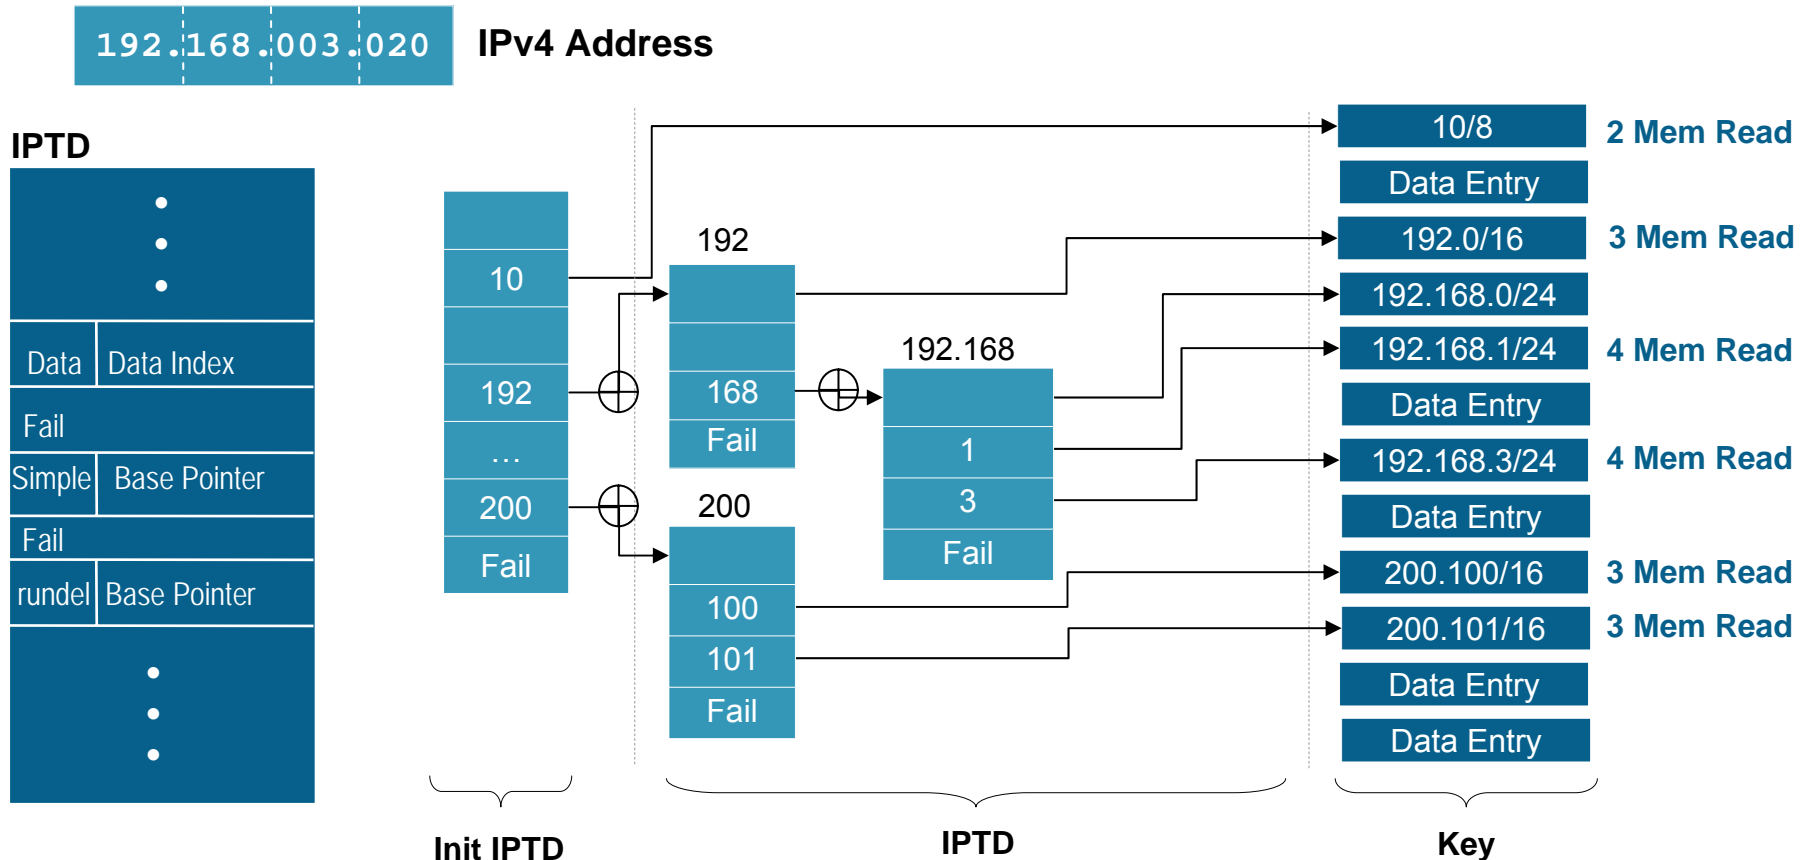 192.168.003.020
IPv4 Address
IPTD
Data Data Index
Fail
Simple Base Pointer
Fail
rundel Base Pointer
10
192
...
200
Fail
Init IPTD
192
168
Fail
200
100
101
Fail
192.168
1
3
Fail
IPTD
10/8 2 Mem Read
Data Entry
192.0/16 3 Mem Read
192.168.0/24
192.168.1/24 4 Mem Read
Data Entry
192.168.3/24 4 Mem Read
Data Entry
200.100/16 3 Mem Read
200.101/16 3 Mem Read
Data Entry
Data Entry
Key